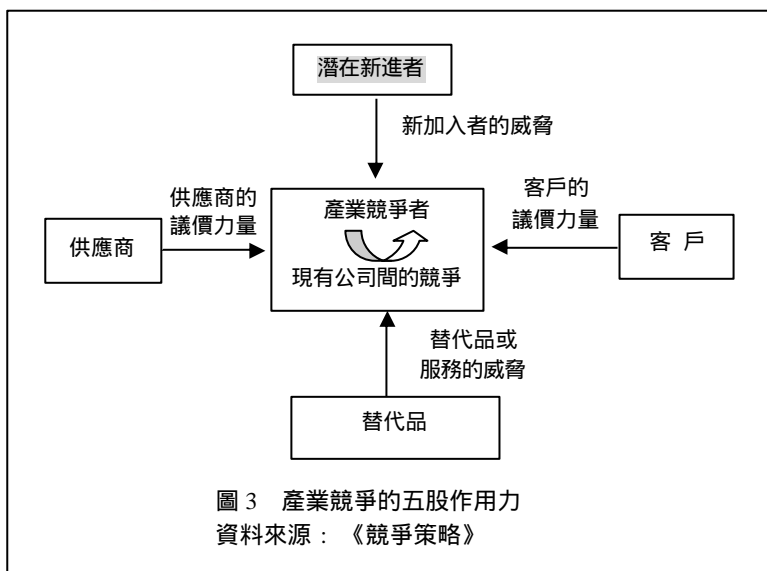 潛在新進者
新加入者的威脅
供應商的
議價力量
產業競爭者
客戶的
議價力量
供應商
現有公司間的競爭
客 戶
替代品或
服務的威脅
替代品
圖 3 產業競爭的五股作用力
資料來源：《競爭策略》